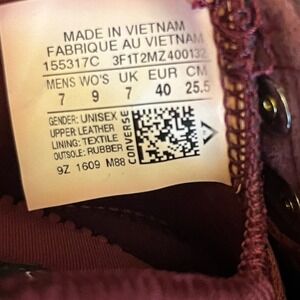 MADE IN VIETNAM
FABRIQUE AU VIETNAM
155317C 3F1T2MZ400132
MENS WO'S UK EUR CM
7 9 7 40 25.5
GENDER: UNISEX
UPPER LEATHER
LINING: TEXTILE
OUTSOLE: RUBBER
CONVERSE
9Z 1609 M88